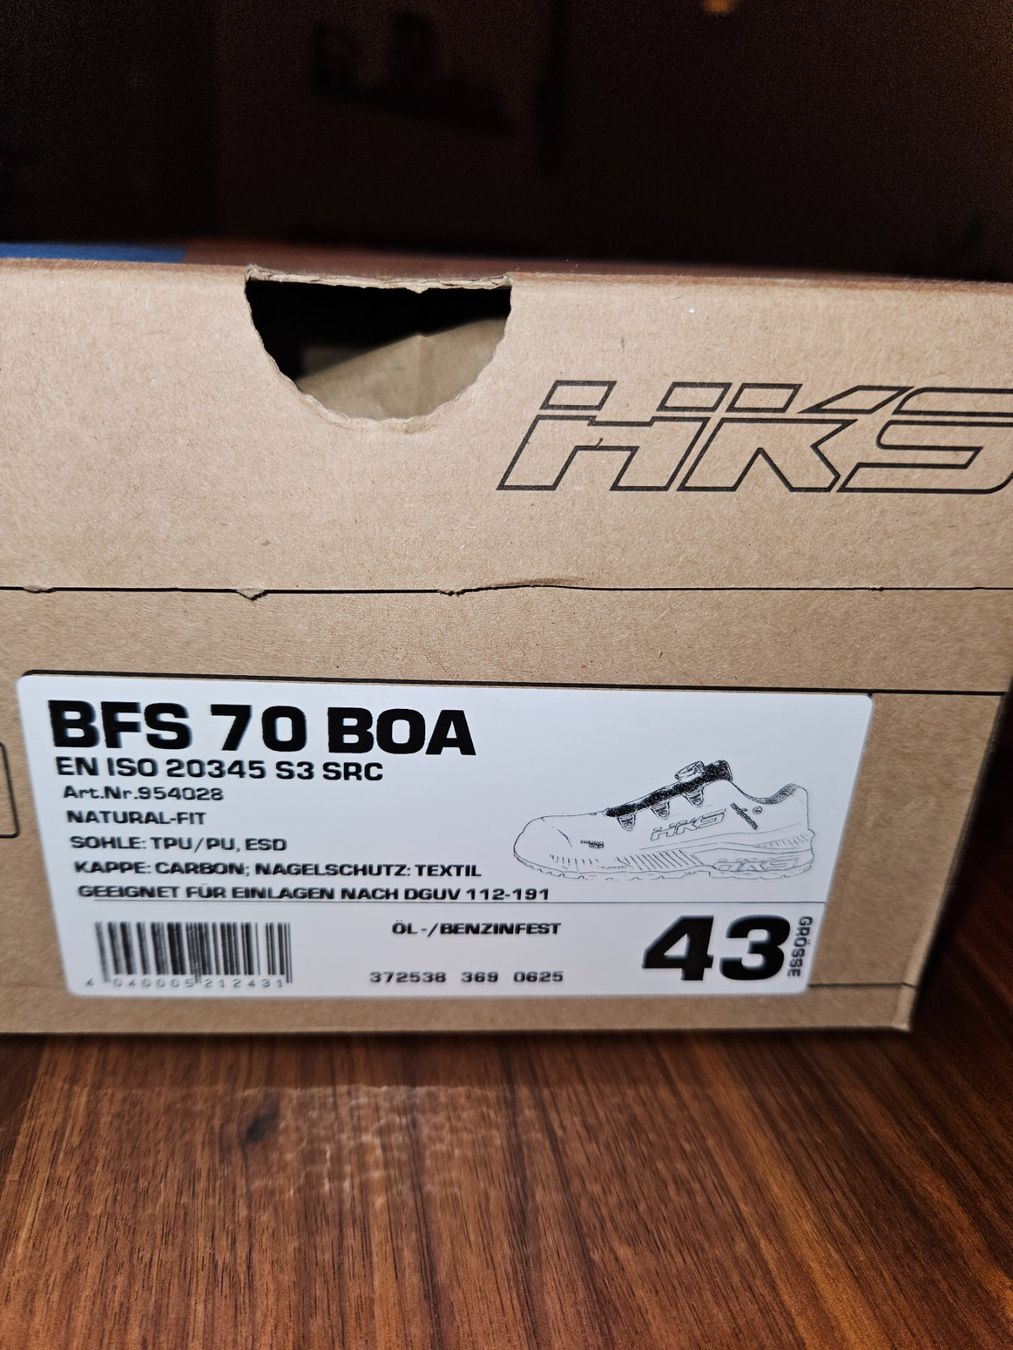 HKS
BFS 70 BOA
EN ISO 20345 S3 SRC
Art.Nr.954028
NATURAL-FIT
SOHLE: TPU/PU, ESD
KAPPE: CARBON; NAGELSCHUTZ: TEXTIL
GEEIGNET FÜR EINLAGEN NACH DGUV 112-191
HKS
HKS
ÖL-/BENZINFEST
43 GRÖSSE
372538 369 0625
4 040005 212431